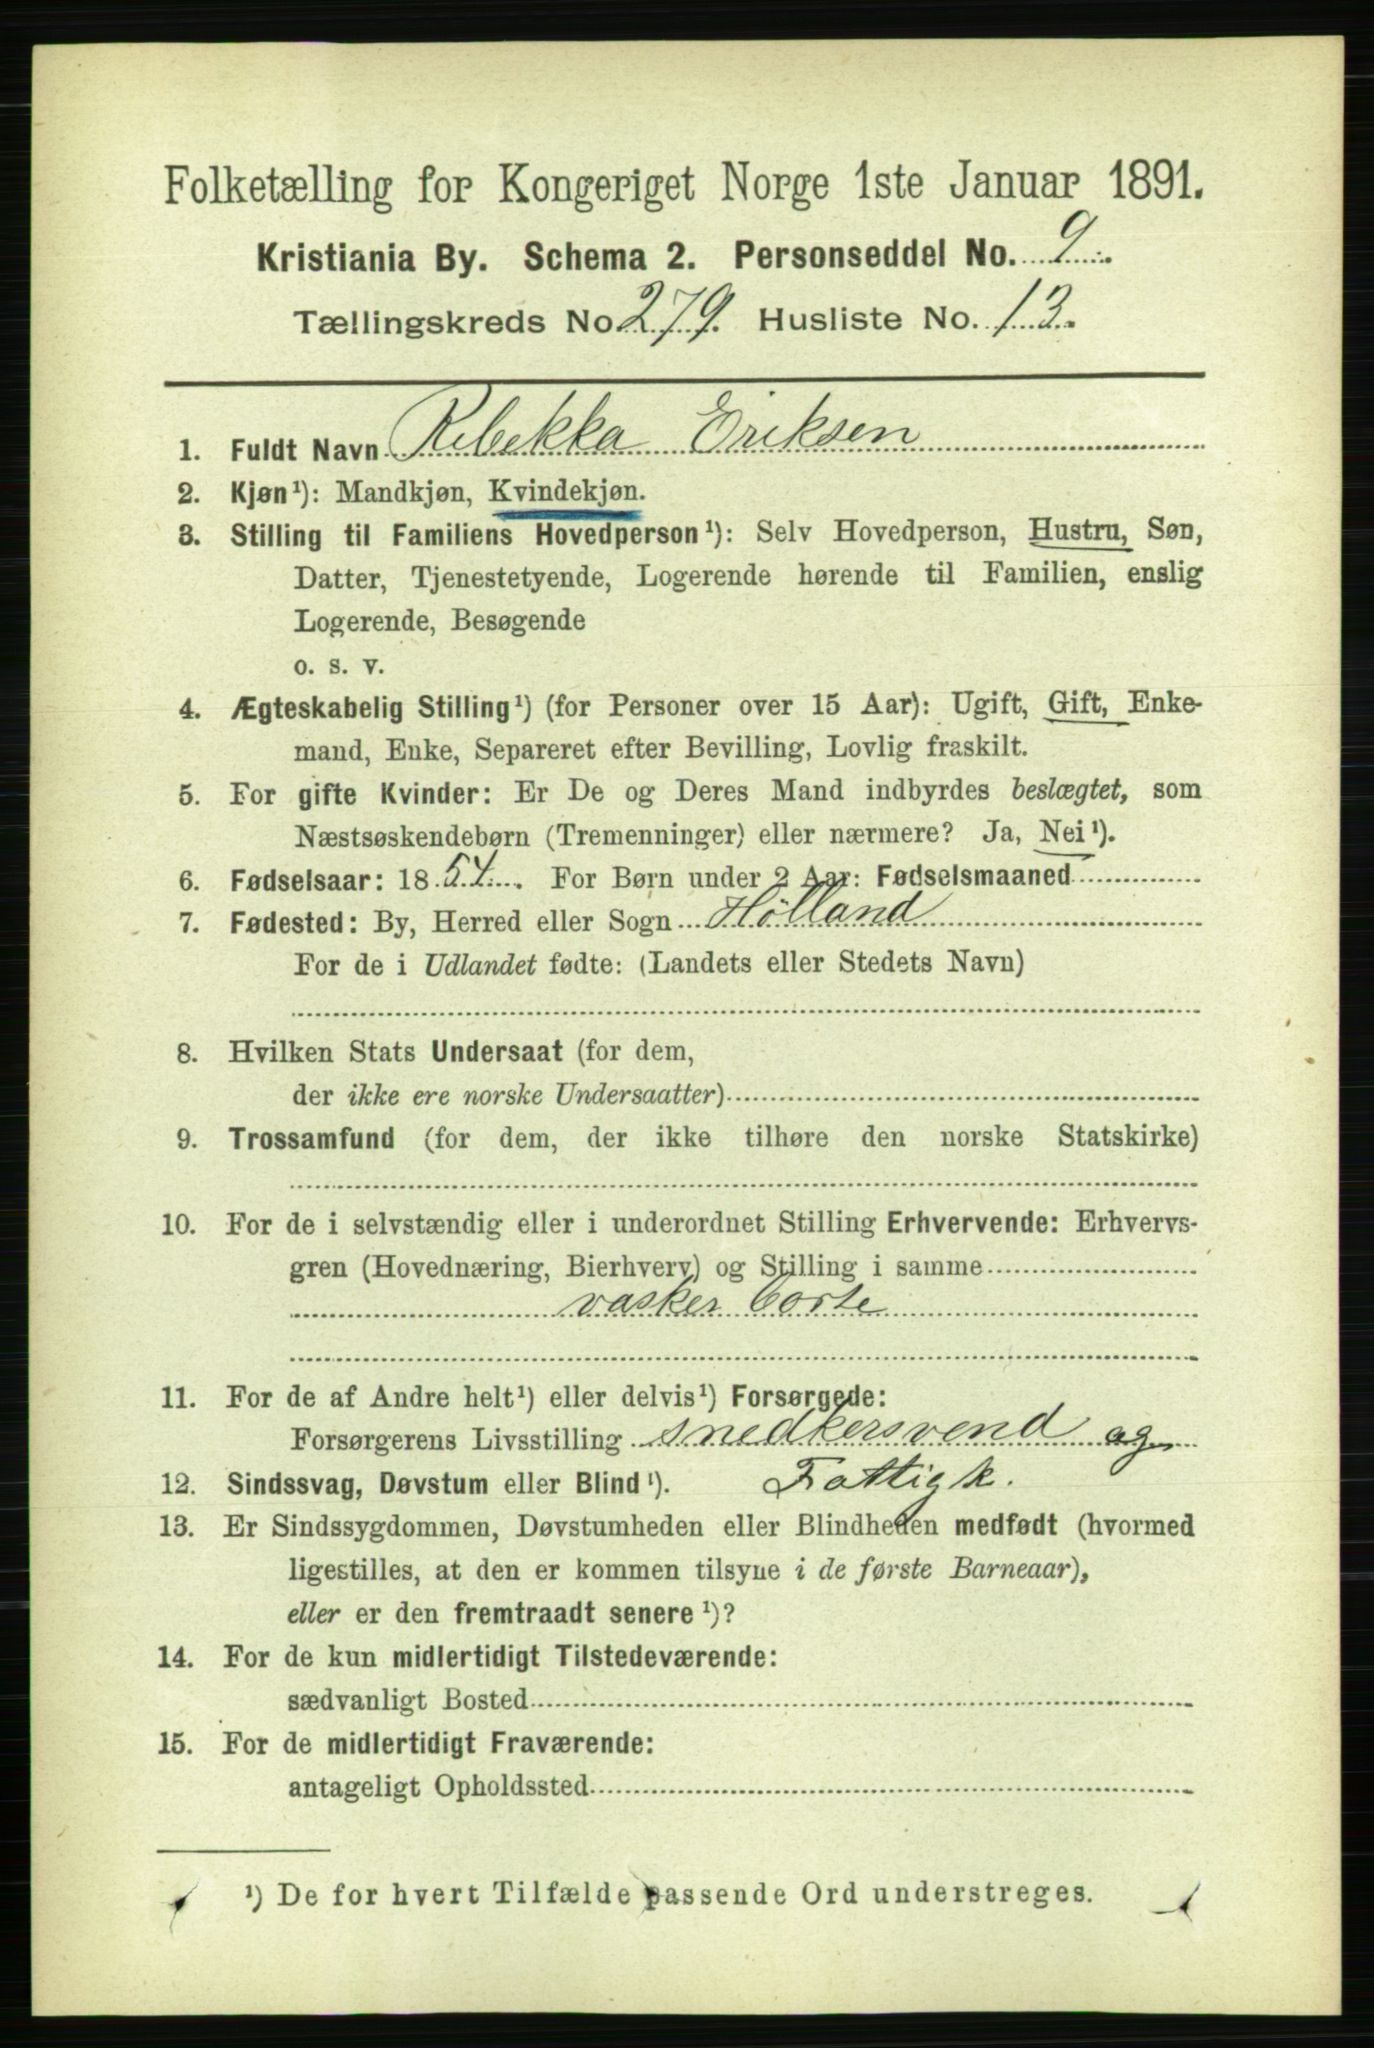 Folketælling for Kongeriget Norge 1ste Januar 1891.
Kristiania By. Schema 2. Personseddel No. 9.
Tællingskreds No 279. Husliste No. 13.
1. Fuldt Navn Rebekka Eriksen
2. Kjøn¹): Mandkjøn, Kvindekjøn.
3. Stilling til Familiens Hovedperson¹): Selv Hovedperson, Hustru, Søn,
Datter, Tjenestetyende, Logerende hørende til Familien, enslig
Logerende, Besøgende
o. s. v.
4. Ægteskabelig Stilling¹) (for Personer over 15 Aar): Ugift, Gift, Enke-
mand, Enke, Separeret efter Bevilling, Lovlig fraskilt.
5. For gifte Kvinder: Er De og Deres Mand indbyrdes beslægtet, som
Næstsøskendebørn (Tremenninger) eller nærmere? Ja, Nei¹).
6. Fødselsaar: 1854. For Børn under 2 Aar: Fødselsmaaned
7. Fødested: By, Herred eller Sogn Hølland
For de i Udlandet fødte: (Landets eller Stedets Navn)
8. Hvilken Stats Undersaat (for dem,
der ikke ere norske Undersaatter)
9. Trossamfund (for dem, der ikke tilhøre den norske Statskirke)
10. For de i selvstændig eller i underordnet Stilling Erhvervende: Erhvervs-
gren (Hovednæring, Bierhverv) og Stilling i samme
vasker borte
11. For de af Andre helt¹) eller delvis¹) Forsørgede:
Forsørgerens Livsstilling snedkersvend og
12. Sindssvag, Døvstum eller Blind¹). Fattigk.
13. Er Sindssygdommen, Døvstumheden eller Blindheden medfødt (hvormed
ligestilles, at den er kommen tilsyne i de første Barneaar),
eller er den fremtraadt senere¹)?
14. For de kun midlertidigt Tilstedeværende:
sædvanligt Bosted
15. For de midlertidigt Fraværende:
antageligt Opholdssted
¹) De for hvert Tilfælde passende Ord understreges.